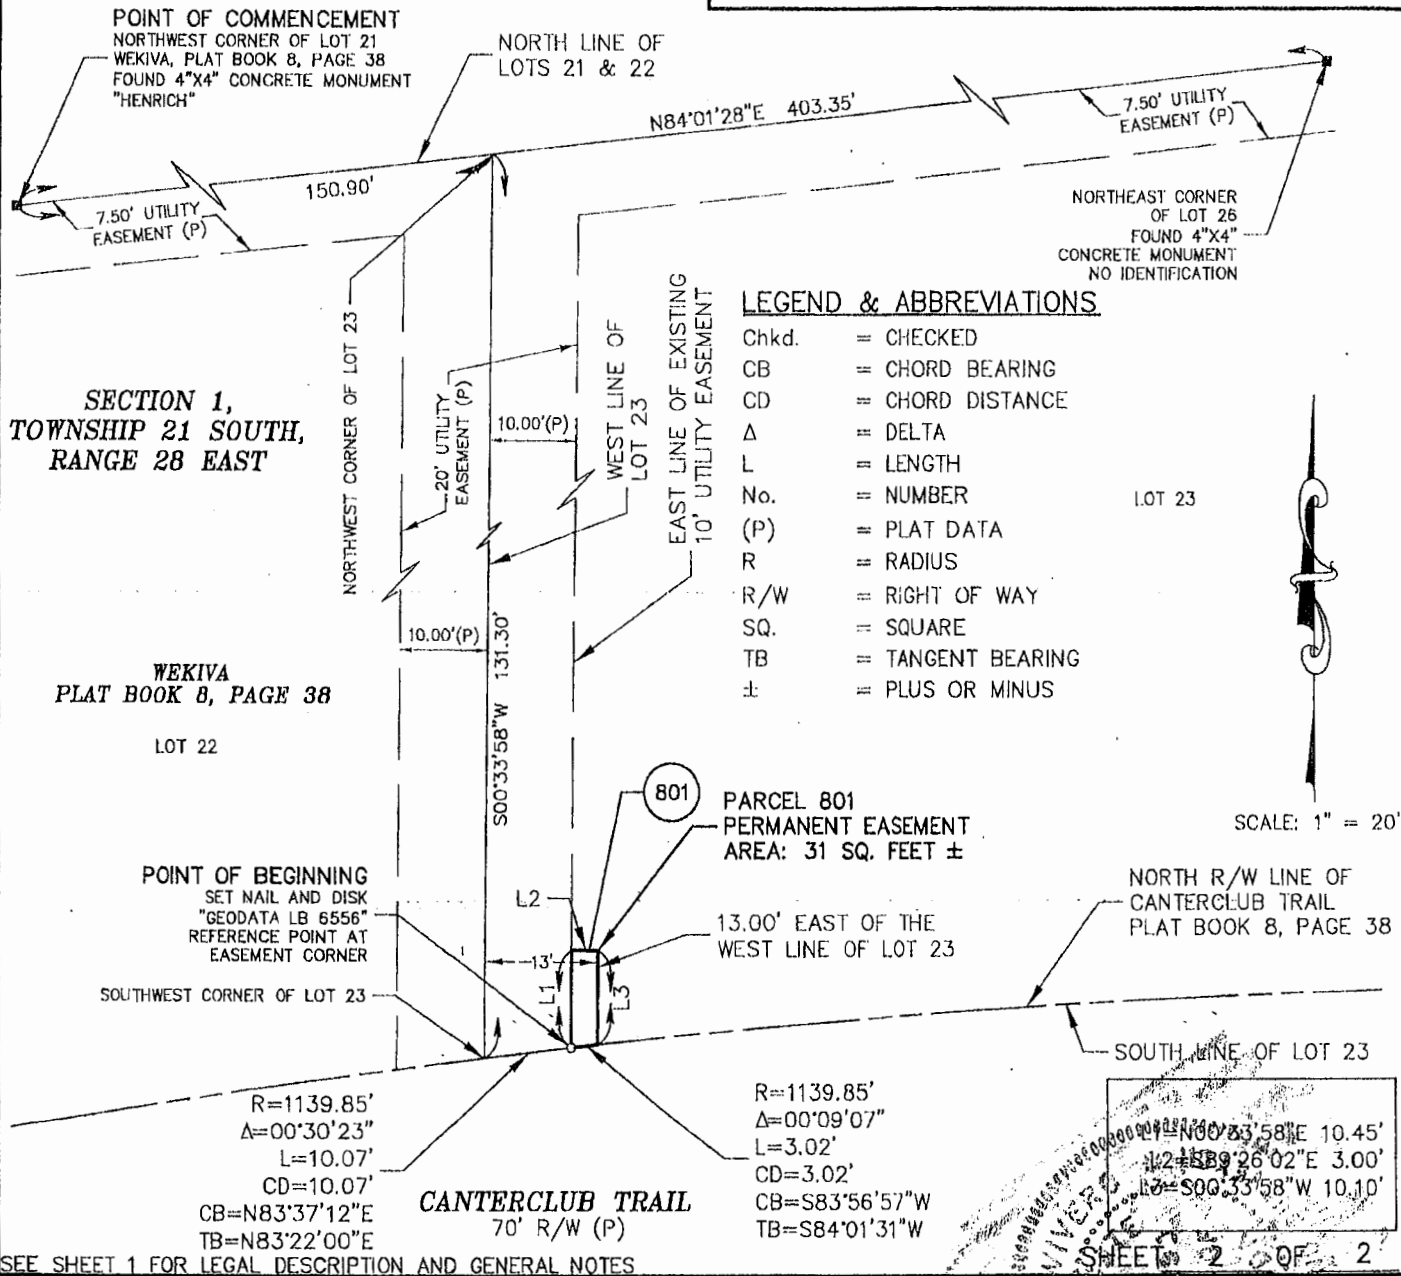 POINT OF COMMENCEMENT
NORTHWEST CORNER OF LOT 21
WEKIVA, PLAT BOOK 8, PAGE 38
FOUND 4"X4" CONCRETE MONUMENT
"HENRICH"
NORTH LINE OF
LOTS 21 & 22
N84°01'28"E 403.35'
7.50' UTILITY
EASEMENT (P)
150.90'
7.50' UTILITY
EASEMENT (P)
NORTHEAST CORNER
OF LOT 26
FOUND 4"X4"
CONCRETE MONUMENT
NO IDENTIFICATION
SECTION 1,
TOWNSHIP 21 SOUTH,
RANGE 28 EAST
NORTHWEST CORNER OF LOT 23
20' UTILITY
EASEMENT (P)
10.00'(P)
WEST LINE OF
LOT 23
EAST LINE OF EXISTING
10' UTILITY EASEMENT
LEGEND & ABBREVIATIONS
Chkd. = CHECKED
CB = CHORD BEARING
CD = CHORD DISTANCE
Δ = DELTA
L = LENGTH
No. = NUMBER
(P) = PLAT DATA
R = RADIUS
R/W = RIGHT OF WAY
SQ. = SQUARE
TB = TANGENT BEARING
± = PLUS OR MINUS
LOT 23
10.00'(P)
S00°33'58"W 131.30'
WEKIVA
PLAT BOOK 8, PAGE 38
LOT 22
801
PARCEL 801
PERMANENT EASEMENT
AREA: 31 SQ. FEET ±
SCALE: 1" = 20'
POINT OF BEGINNING
SET NAIL AND DISK
"GEODATA LB 6556"
REFERENCE POINT AT
EASEMENT CORNER
L2
13.00' EAST OF THE
WEST LINE OF LOT 23
NORTH R/W LINE OF
CANTERCLUB TRAIL
PLAT BOOK 8, PAGE 38
13'
L1
L3
SOUTHWEST CORNER OF LOT 23
SOUTH LINE OF LOT 23
R=1139.85'
Δ=00°30'23"
L=10.07'
CD=10.07'
CB=N83°37'12"E
TB=N83°22'00"E
R=1139.85'
Δ=00°09'07"
L=3.02'
CD=3.02'
CB=S83°56'57"W
TB=S84°01'31"W
CANTERCLUB TRAIL
70' R/W (P)
L1=N00°33'58"E 10.45'
L2=S89°26'02"E 3.00'
L3=S00°33'58"W 10.10'
SEE SHEET 1 FOR LEGAL DESCRIPTION AND GENERAL NOTES
SHEET 2 OF 2